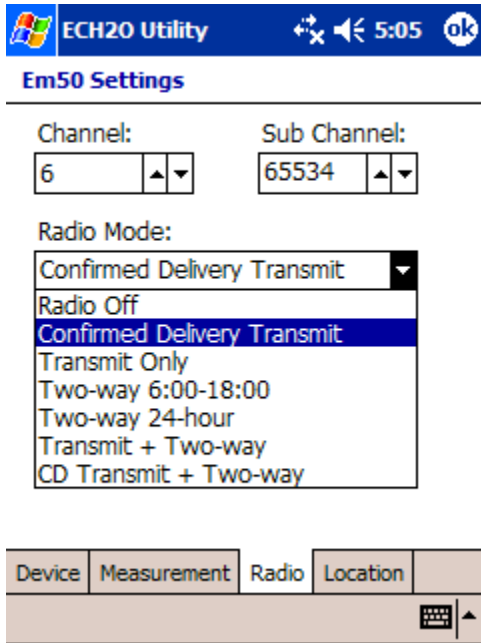 ECH2O Utility 5:05 ok
Em50 Settings
Channel: Sub Channel:
6 65534
Radio Mode:
Confirmed Delivery Transmit
Radio Off
Confirmed Delivery Transmit
Transmit Only
Two-way 6:00-18:00
Two-way 24-hour
Transmit + Two-way
CD Transmit + Two-way
Device Measurement Radio Location